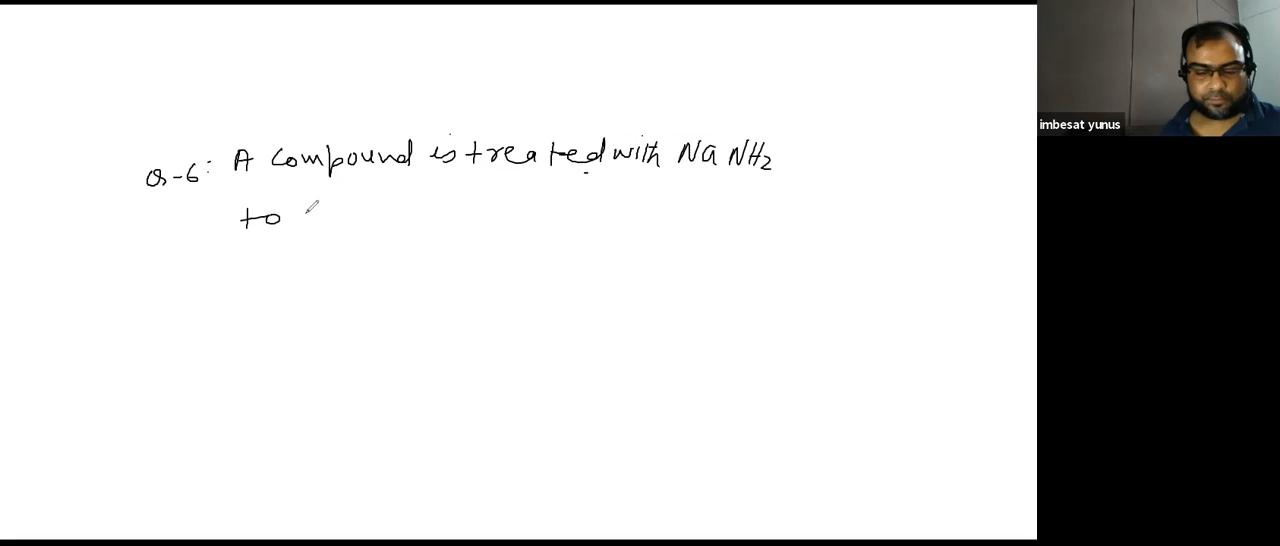 Q-6: A compound is treated with NaNH2
to
imbesat yunus